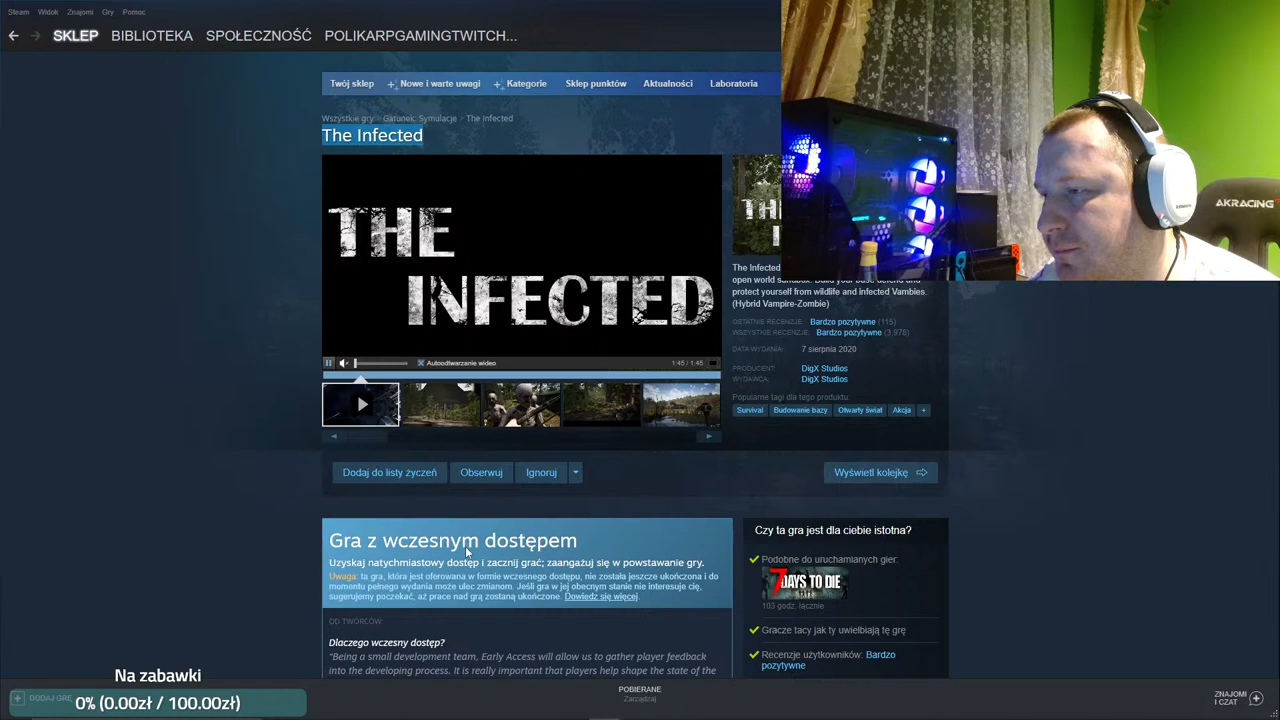 Steam Widok Znajomi Gry Pomoc
SKLEP BIBLIOTEKA SPOŁECZNOŚĆ POLIKARPGAMINGTWITCH...
Twój sklep Nowe i warte uwagi Kategorie Sklep punktów Aktualności Laboratoria
Wszystkie gry > Gatunek: Symulacje > The Infected
The Infected
THE
INFECTED
Autoodtwarzanie wideo 1:45 / 1:45
The Infected
open world sandbox. Build your base defend and
protect yourself from wildlife and infected Vambies.
(Hybrid Vampire-Zombie)
OSTATNIE RECENZJE: Bardzo pozytywne (115)
WSZYSTKIE RECENZJE: Bardzo pozytywne (3,978)
DATA WYDANIA: 7 sierpnia 2020
PRODUCENT: DigX Studios
WYDAWCA: DigX Studios
Popularne tagi dla tego produktu:
Survival Budowanie bazy Otwarty świat Akcja +
Dodaj do listy życzeń Obserwuj Ignoruj Wyświetl kolejkę
Gra z wczesnym dostępem
Uzyskaj natychmiastowy dostęp i zacznij grać; zaangażuj się w powstawanie gry.
Uwaga: ta gra, która jest oferowana w formie wczesnego dostępu, nie została jeszcze ukończona i do
momentu pełnego wydania może ulec zmianom. Jeśli gra w jej obecnym stanie nie interesuje cię,
sugerujemy poczekać, aż prace nad grą zostaną ukończone. Dowiedz się więcej.
OD TWÓRCÓW:
Dlaczego wczesny dostęp?
"Being a small development team, Early Access will allow us to gather player feedback
into the developing process. It is really important that players help shape the state of the
Czy ta gra jest dla ciebie istotna?
Podobne do uruchamianych gier:
7 DAYS TO DIE
103 godz. łącznie
Gracze tacy jak ty uwielbiają tę grę
Recenzje użytkowników: Bardzo
pozytywne
AKRACING
Na zabawki
DODAJ GRĘ
0% (0.00zł / 100.00zł)
POBIERANE
Zarządzaj
ZNAJOMI
I CZAT